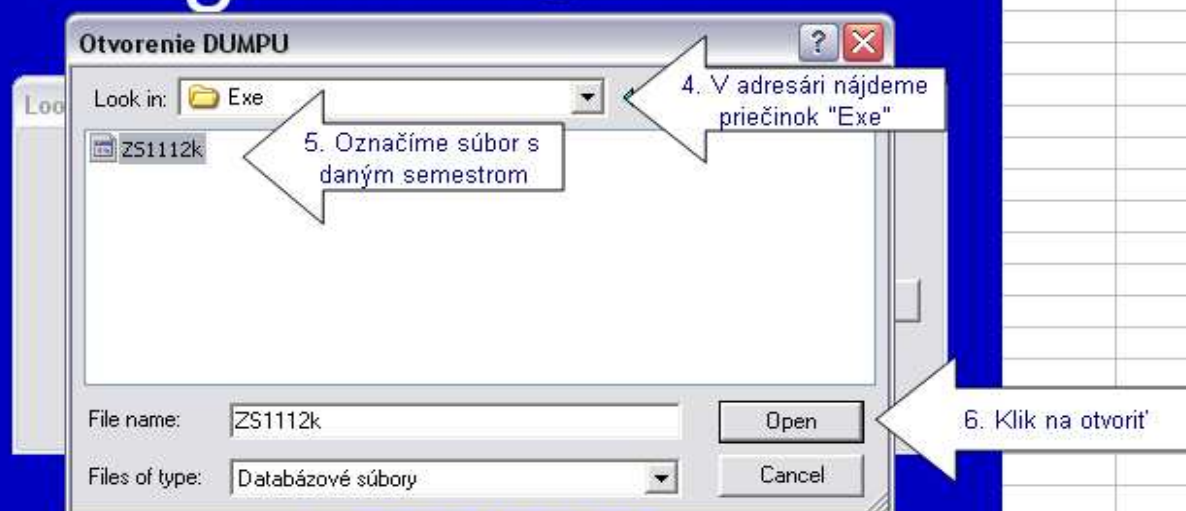 Otvorenie DUMPU
Loo
Look in: Exe
4. V adresári nájdeme
priečinok "Exe"
ZS1112k
5. Označíme súbor s
daným semestrom
File name: ZS1112k
Open
6. Klik na otvoriť
Files of type: Databázové súbory
Cancel